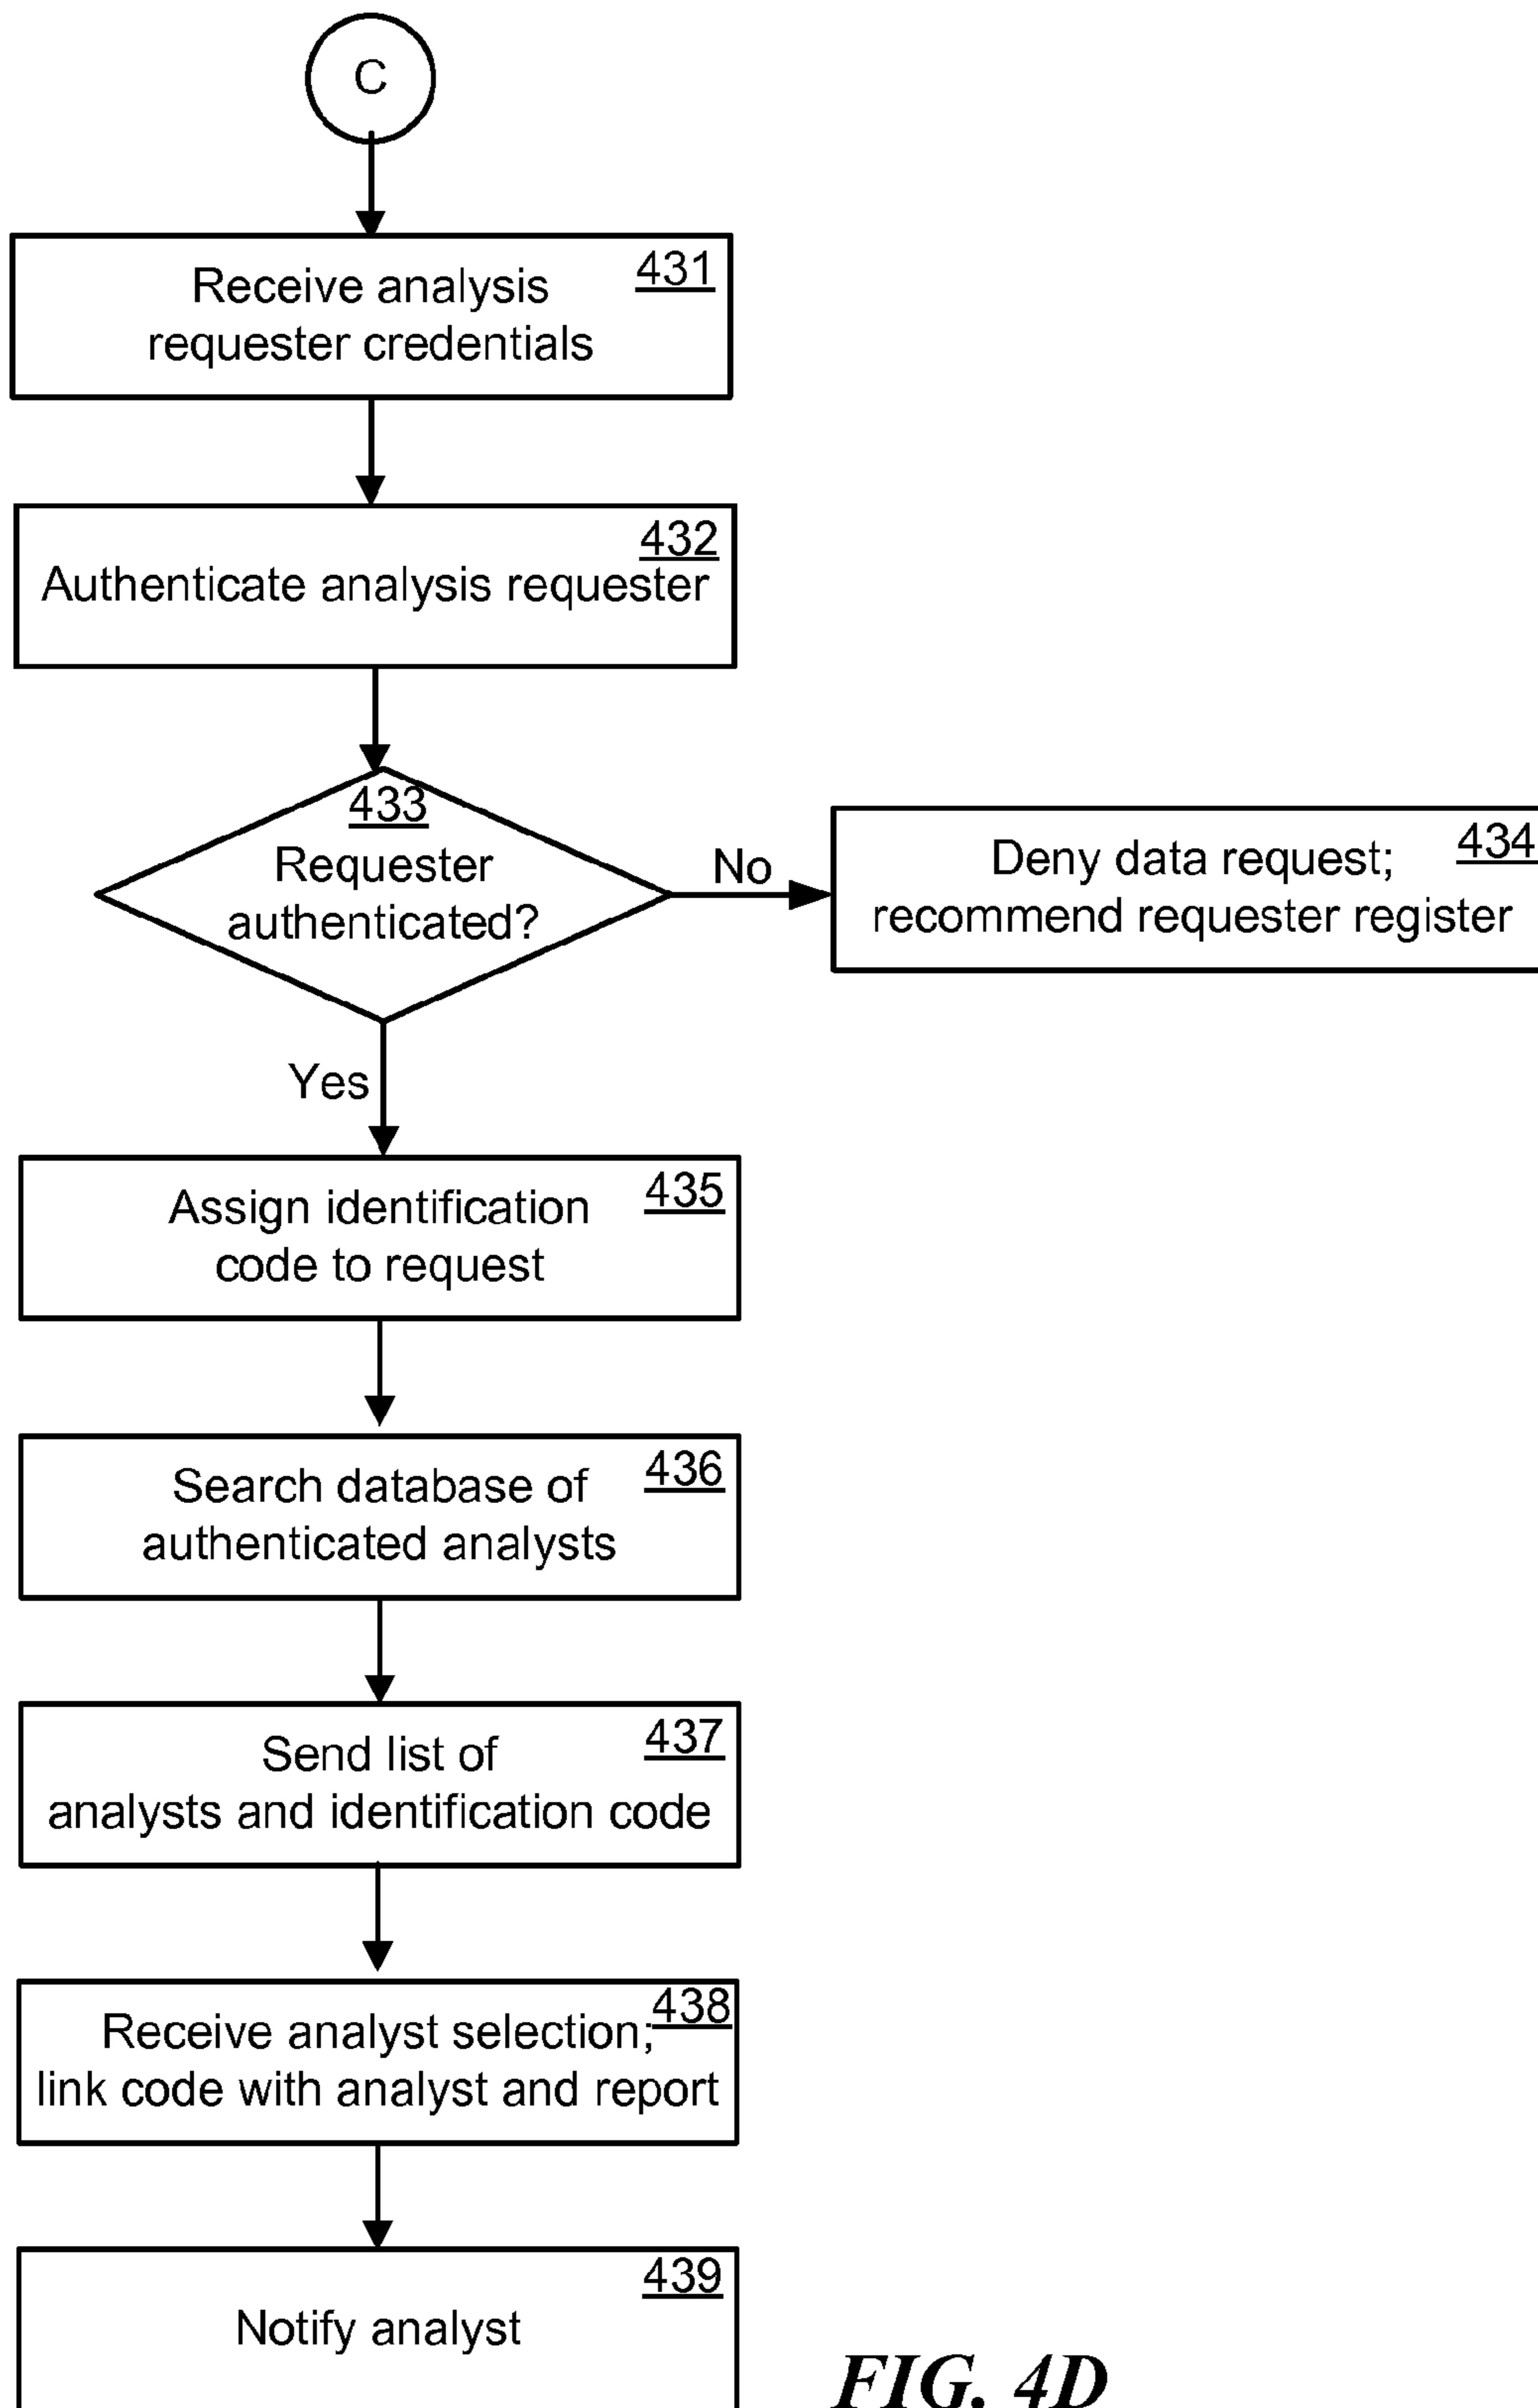 C
431
Receive analysis
requester credentials
432
Authenticate analysis requester
433
Requester
authenticated?
No
434
Deny data request;
recommend requester register
Yes
435
Assign identification
code to request
436
Search database of
authenticated analysts
437
Send list of
analysts and identification code
438
Receive analyst selection;
link code with analyst and report
439
Notify analyst
FIG. 4D